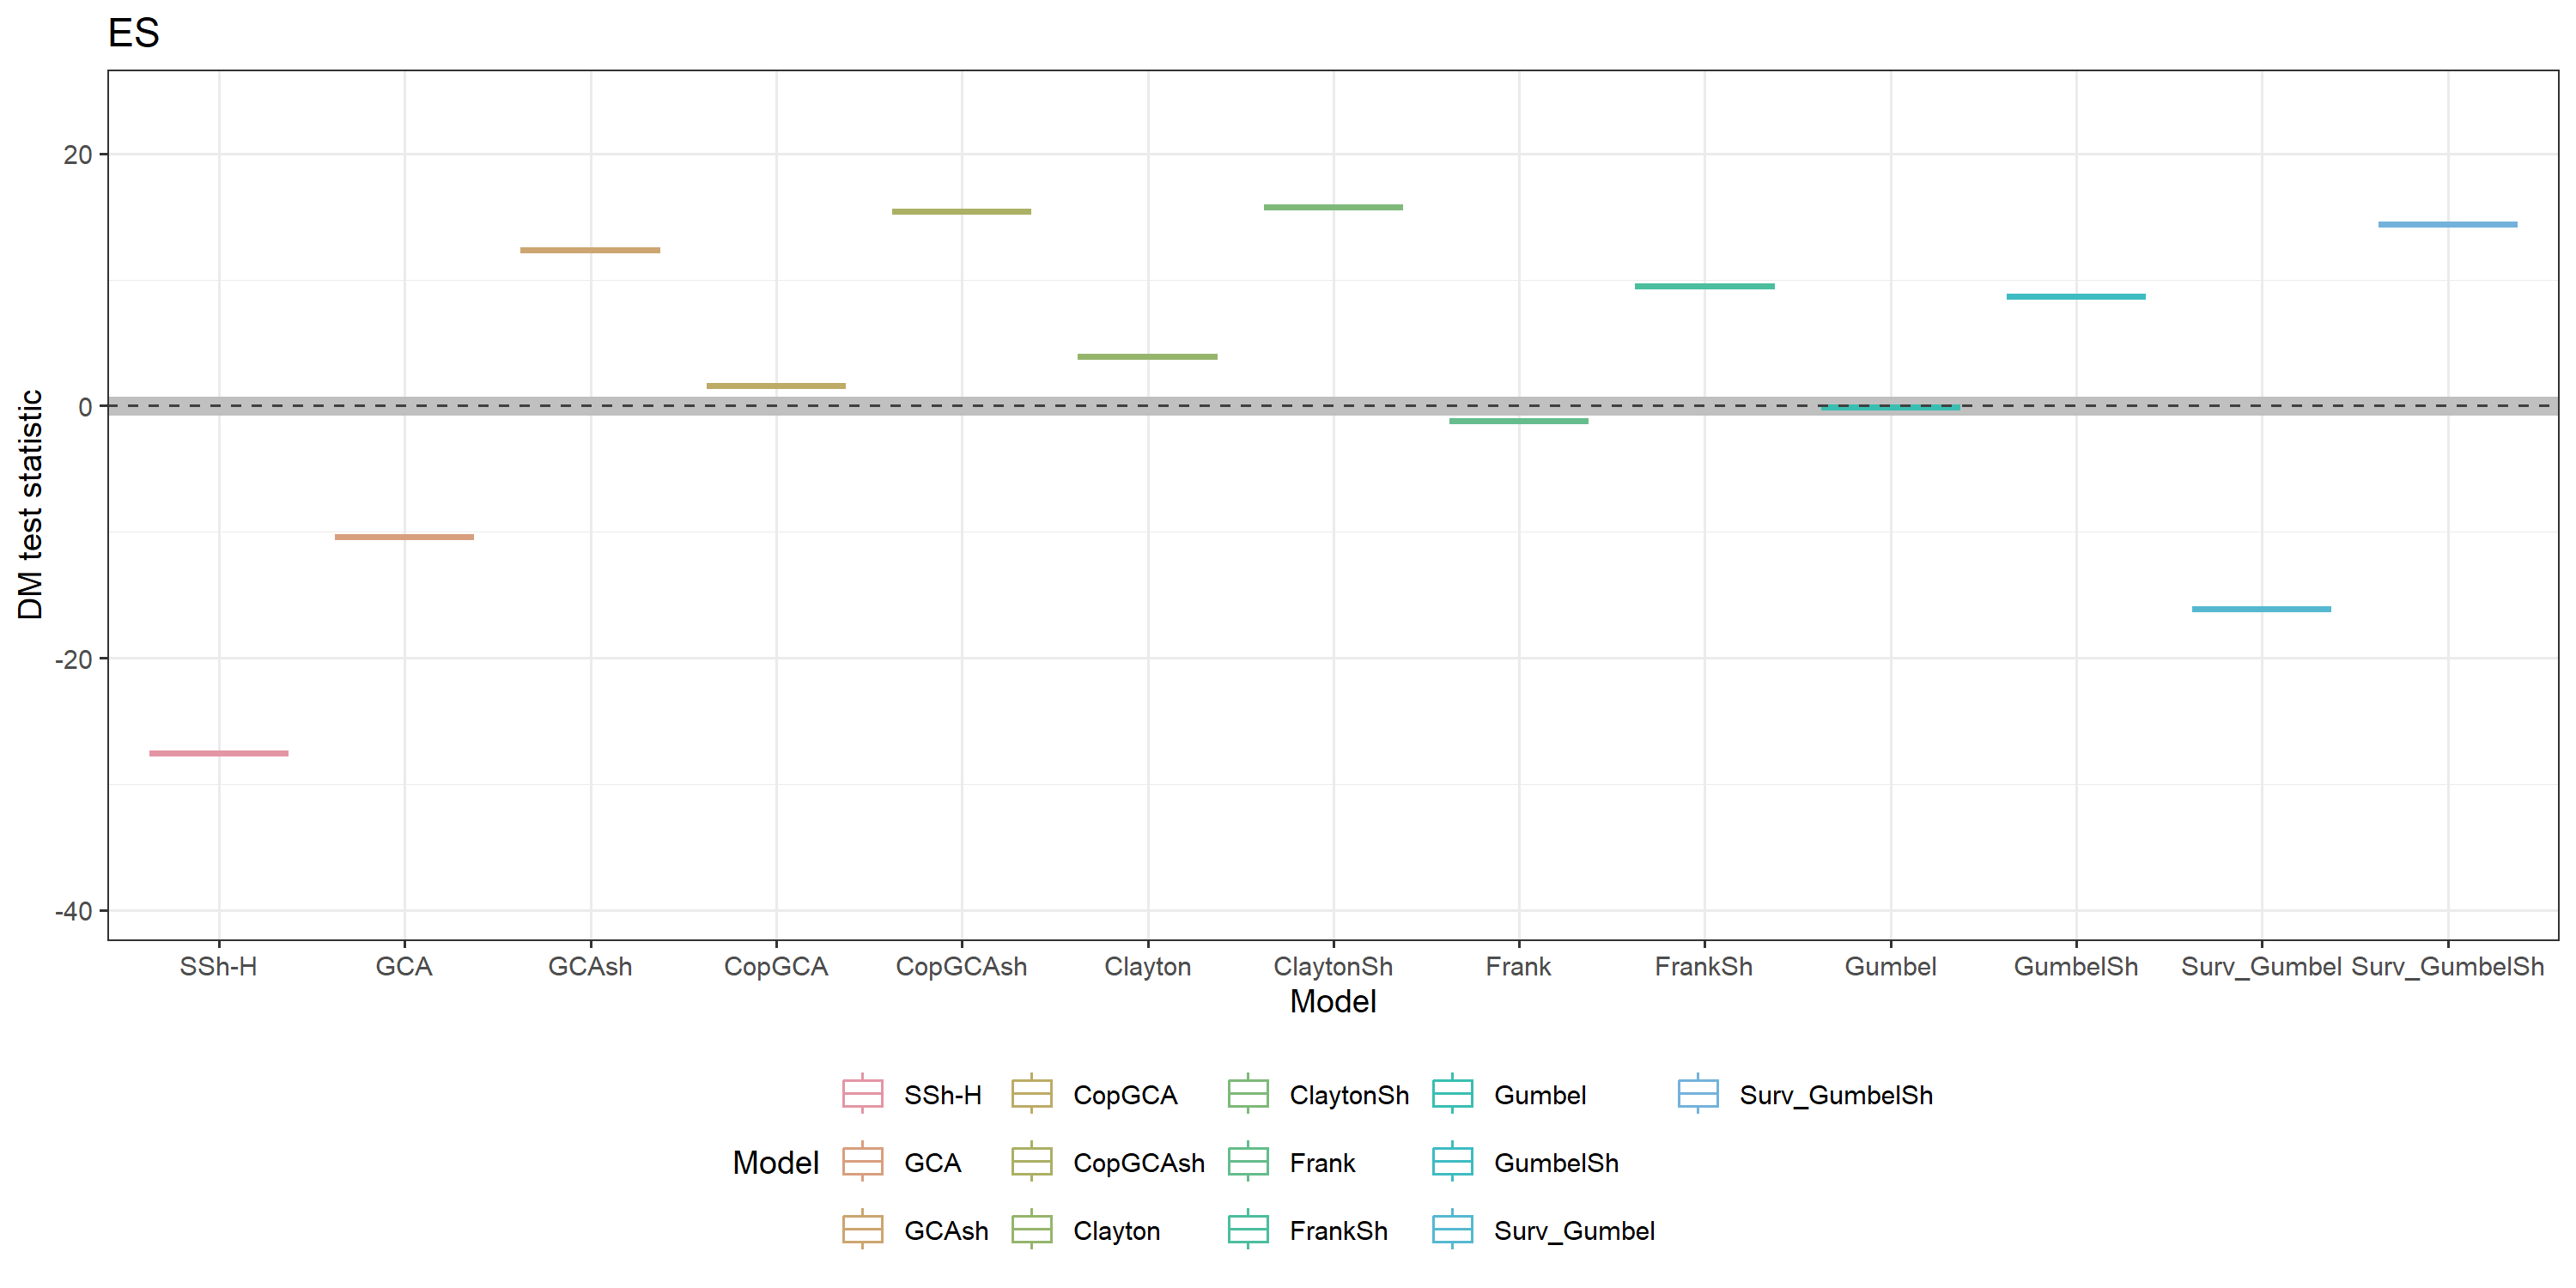 ES
DM test statistic
20
0
-20
-40
SSh-H GCA GCAsh CopGCA CopGCAsh Clayton ClaytonSh Frank FrankSh Gumbel GumbelSh Surv_Gumbel Surv_GumbelSh
Model
SSh-H CopGCA ClaytonSh Gumbel Surv_GumbelSh
Model GCA CopGCAsh Frank GumbelSh
GCAsh Clayton FrankSh Surv_Gumbel